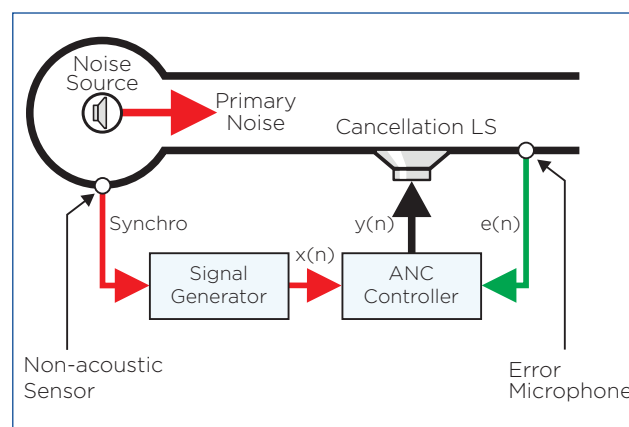 Noise
Source
Primary
Noise
Cancellation LS
Synchro
x(n)
y(n)
e(n)
Signal
Generator
ANC
Controller
Non-acoustic
Sensor
Error
Microphone